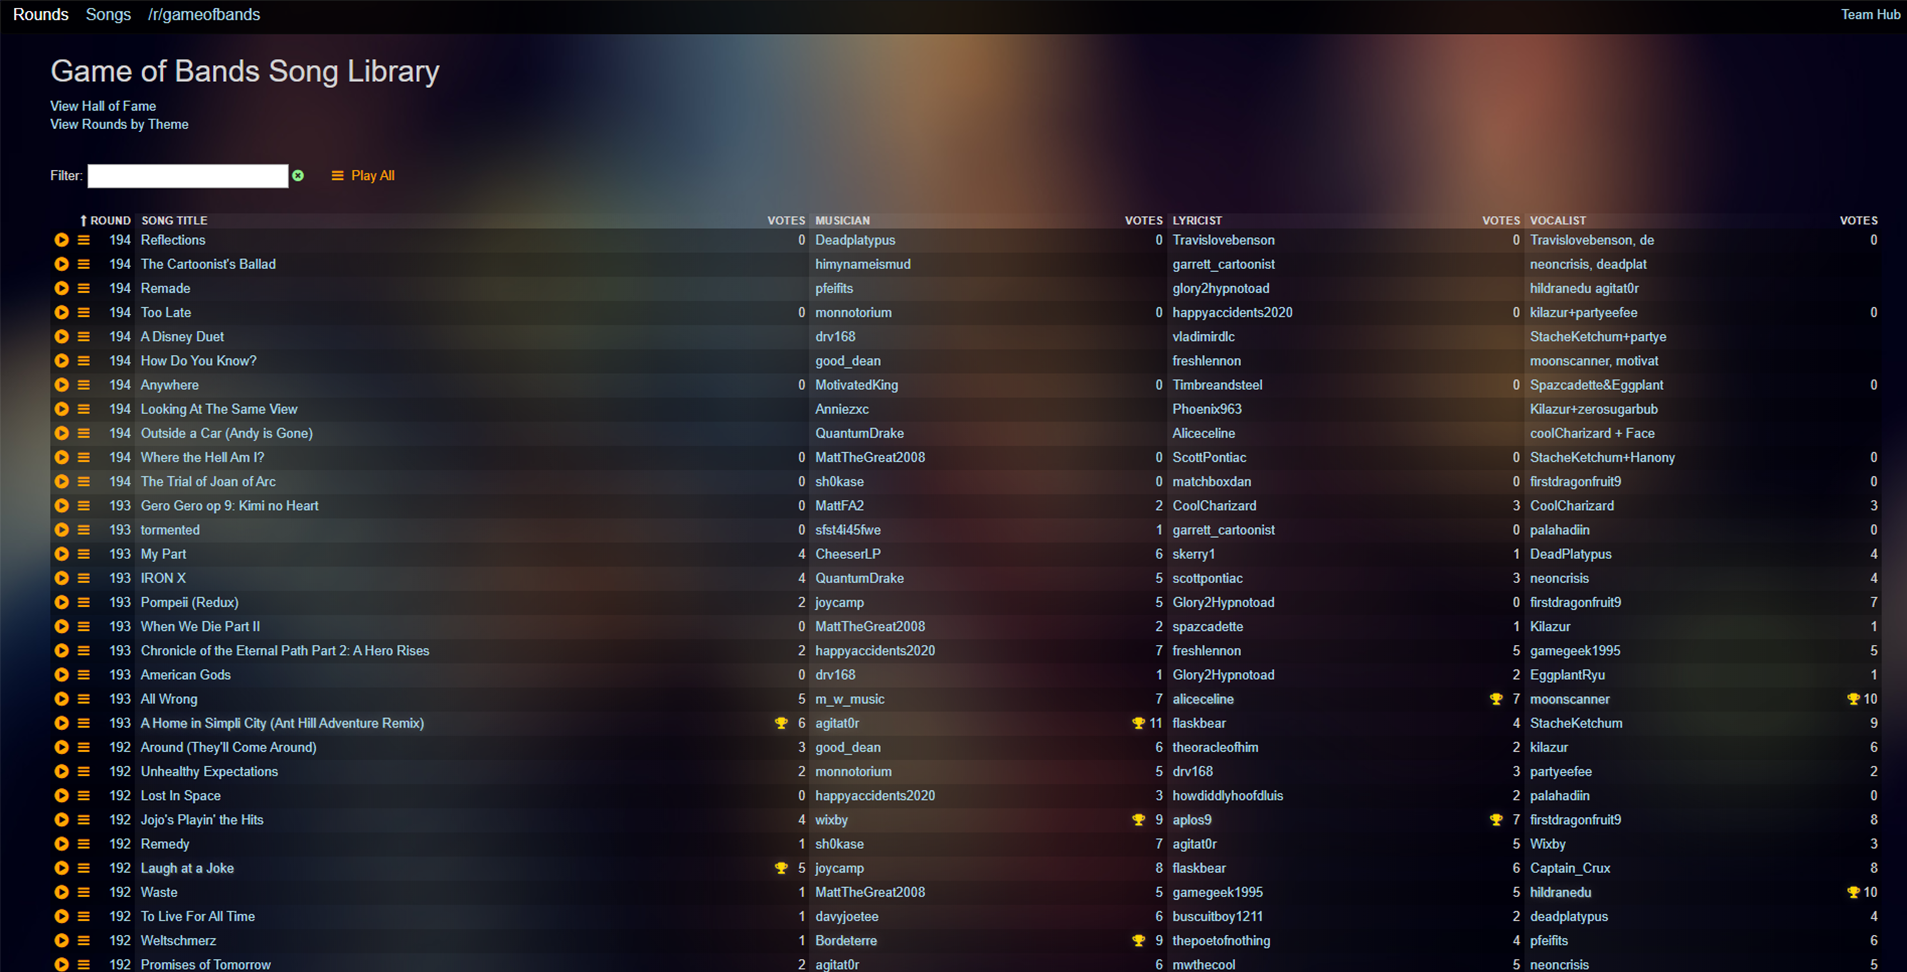 Rounds Songs /r/gameofbands Team Hub
Game of Bands Song Library
View Hall of Fame
View Rounds by Theme
Filter: Play All
ROUND SONG TITLE VOTES MUSICIAN VOTES LYRICIST VOTES VOCALIST VOTES
194 Reflections 0 Deadplatypus 0 Travislovebenson 0 Travislovebenson, de 0
194 The Cartoonist's Ballad himynameismud garrett_cartoonist neoncrisis, deadplat
194 Remade pfeifits glory2hypnotoad hildranedu agitat0r
194 Too Late 0 monnotorium 0 happyaccidents2020 0 kilazur+partyeefee 0
194 A Disney Duet drv168 vladimirdlc StacheKetchum+partye
194 How Do You Know? good_dean freshlennon moonscanner, motivat
194 Anywhere 0 MotivatedKing 0 Timbreandsteel 0 Spazcadette&Eggplant 0
194 Looking At The Same View Anniezxc Phoenix963 Kilazur+zerosugarbub
194 Outside a Car (Andy is Gone) QuantumDrake Aliceceline coolCharizard + Face
194 Where the Hell Am I? 0 MattTheGreat2008 0 ScottPontiac 0 StacheKetchum+Hanony 0
194 The Trial of Joan of Arc 0 sh0kase 0 matchboxdan 0 firstdragonfruit9 0
193 Gero Gero op 9: Kimi no Heart 0 MattFA2 2 CoolCharizard 3 CoolCharizard 3
193 tormented 0 sfst4i45fwe 1 garrett_cartoonist 0 palahadiin 0
193 My Part 4 CheeserLP 6 skerry1 1 DeadPlatypus 4
193 IRON X 4 QuantumDrake 5 scottpontiac 3 neoncrisis 4
193 Pompeii (Redux) 2 joycamp 5 Glory2Hypnotoad 0 firstdragonfruit9 7
193 When We Die Part II 0 MattTheGreat2008 2 spazcadette 1 Kilazur 1
193 Chronicle of the Eternal Path Part 2: A Hero Rises 2 happyaccidents2020 7 freshlennon 5 gamegeek1995 5
193 American Gods 0 drv168 1 Glory2Hypnotoad 2 EggplantRyu 1
193 All Wrong 5 m_w_music 7 aliceceline 7 moonscanner 10
193 A Home in Simpli City (Ant Hill Adventure Remix) 6 agitat0r 11 flaskbear 4 StacheKetchum 9
192 Around (They'll Come Around) 3 good_dean 6 theoracleofhim 2 kilazur 6
192 Unhealthy Expectations 2 monnotorium 5 drv168 3 partyeefee 2
192 Lost In Space 0 happyaccidents2020 3 howdiddlyhoofdluis 2 palahadiin 0
192 Jojo's Playin' the Hits 4 wixby 9 aplos9 7 firstdragonfruit9 8
192 Remedy 1 sh0kase 7 agitat0r 5 Wixby 3
192 Laugh at a Joke 5 joycamp 8 flaskbear 6 Captain_Crux 8
192 Waste 1 MattTheGreat2008 5 gamegeek1995 5 hildranedu 10
192 To Live For All Time 1 davyjoetee 6 buscuitboy1211 2 deadplatypus 4
192 Weltschmerz 1 Bordeterre 9 thepoetofnothing 4 pfeifits 6
192 Promises of Tomorrow 2 agitat0r 6 mwthecool 5 neoncrisis 5